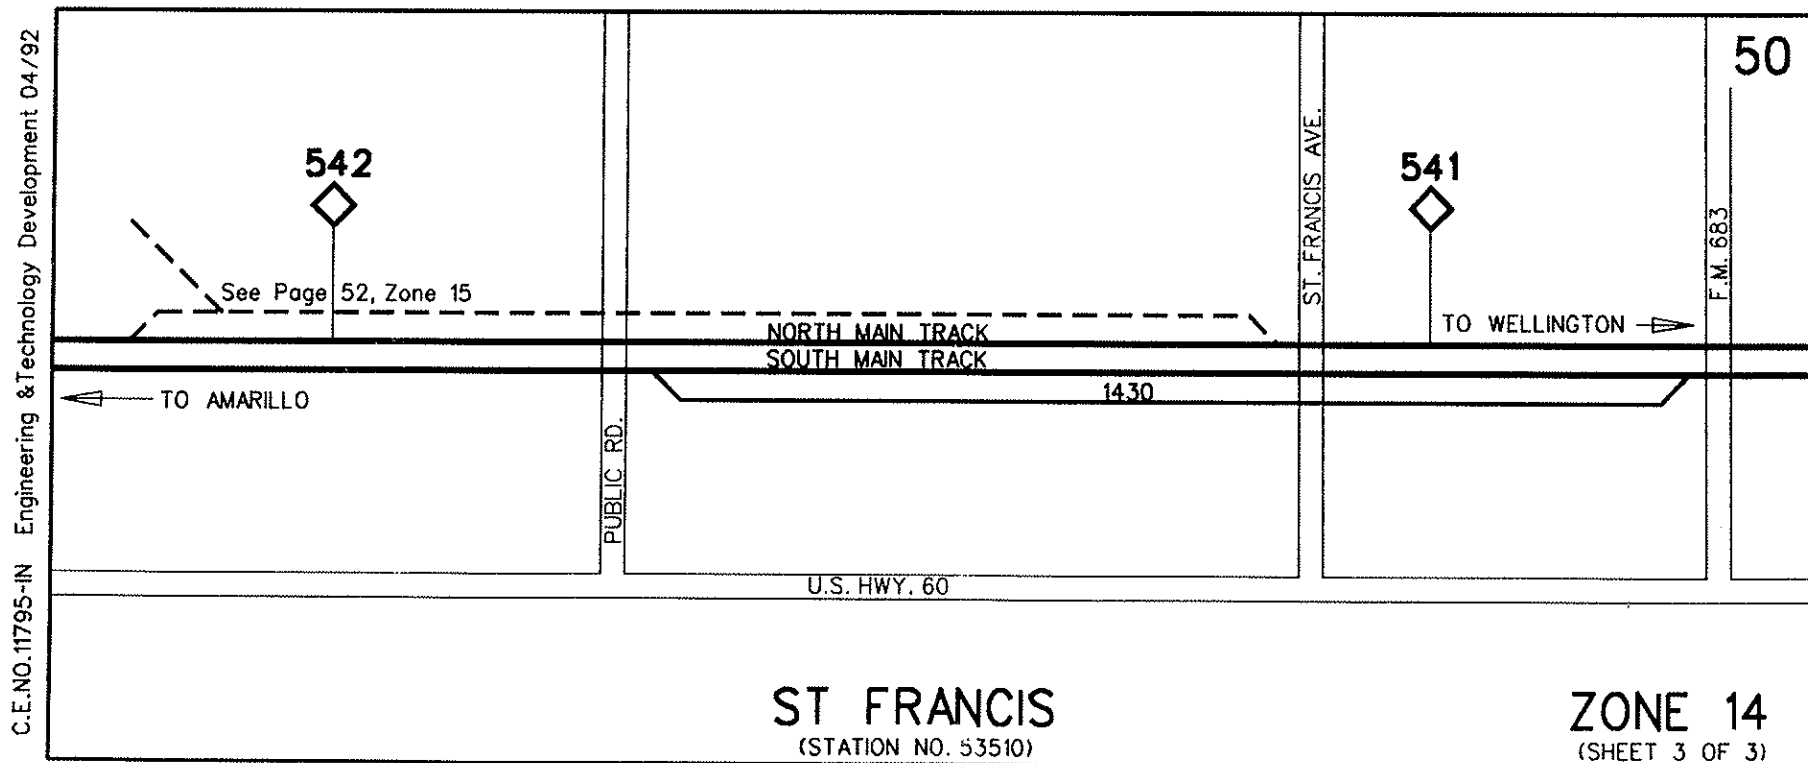 50
C.E.NO.11795-IN Engineering &Technology Development 04/92
542
541
ST. FRANCIS AVE.
F.M. 683
See Page 52, Zone 15
TO WELLINGTON
NORTH MAIN TRACK
SOUTH MAIN TRACK
TO AMARILLO
1430
PUBLIC RD.
U.S. HWY. 60
ST FRANCIS
(STATION NO. 53510)
ZONE 14
(SHEET 3 OF 3)